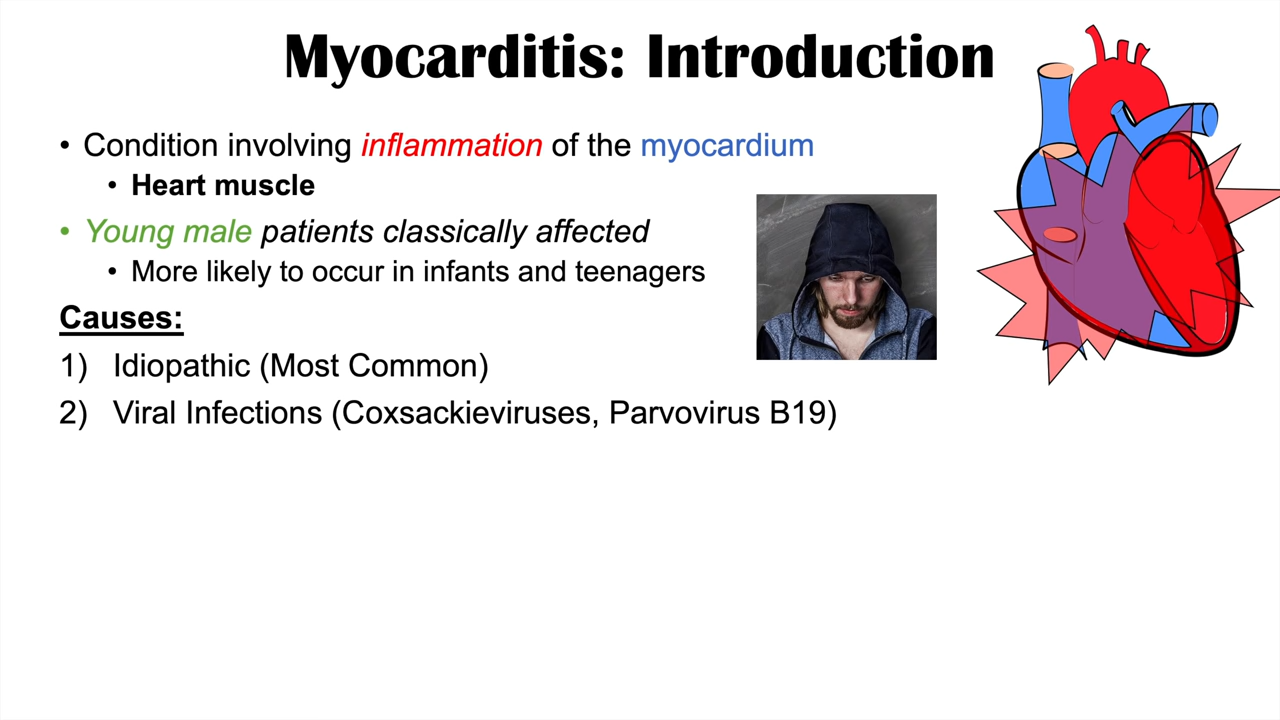 Myocarditis: Introduction
• Condition involving inflammation of the myocardium
• Heart muscle
• Young male patients classically affected
• More likely to occur in infants and teenagers
Causes:
1) Idiopathic (Most Common)
2) Viral Infections (Coxsackieviruses, Parvovirus B19)